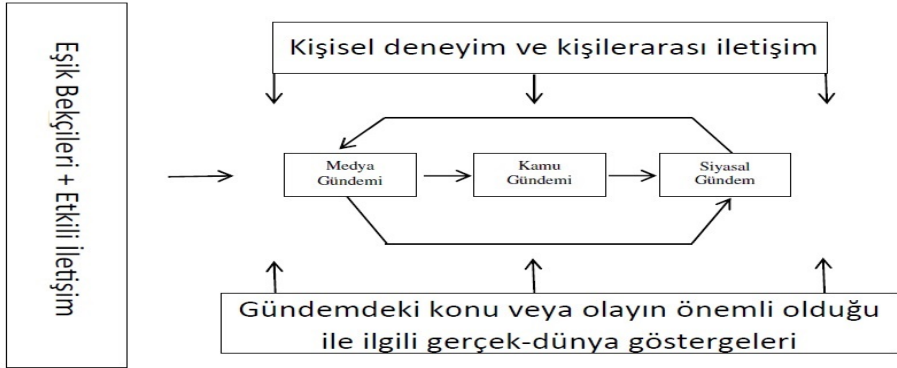 Eşik Bekçileri + Etkili İletişim
Kişisel deneyim ve kişilerarası iletişim
Medya
Gündemi
Kamu
Gündemi
Siyasal
Gündem
Gündemdeki konu veya olayın önemli olduğu
ile ilgili gerçek-dünya göstergeleri